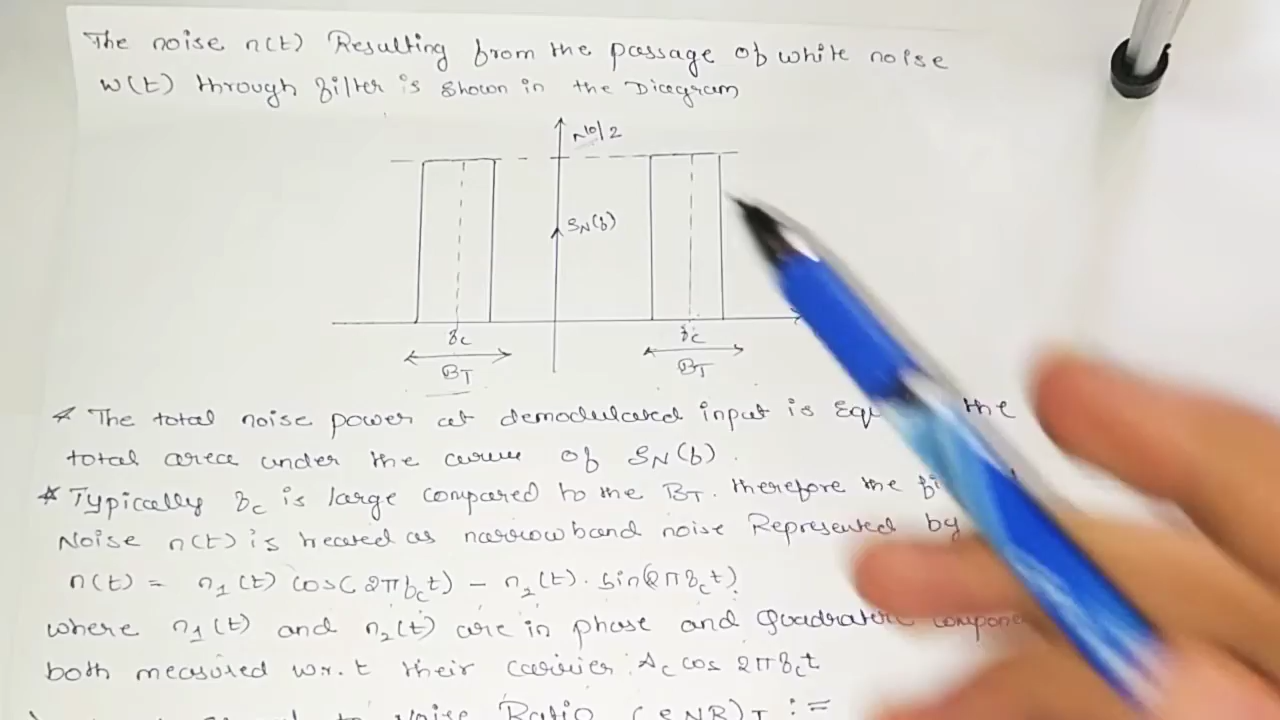 The noise n(t) Resulting from the passage of white noise
w(t) through filter is shown in the Diagram
N0/2
SN(f)
fc
fc
BT
BT
* The total noise power at demodulated input is the
total area under the curve of SN(f).
* Typically fc is large compared to the BT. therefore the
Noise n(t) is treated as narrowband noise Represented by
n(t) = n1(t) cos(2πfct) - n2(t). sin(2πfct).
where n1(t) and n2(t) are in phase and Quadrature
both measured w.r.t their carrier Ac cos 2πfct
Ratio (SNR)T :=